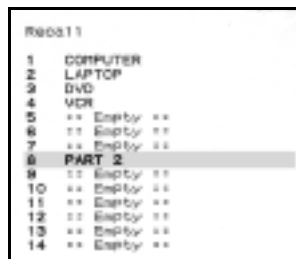 Recall
1 COMPUTER
2 LAPTOP
3 DVD
4 VCR
5 ** Empty **
6 ** Empty **
7 ** Empty **
8 PART 2
9 ** Empty **
10 ** Empty **
11 ** Empty **
12 ** Empty **
13 ** Empty **
14 ** Empty **